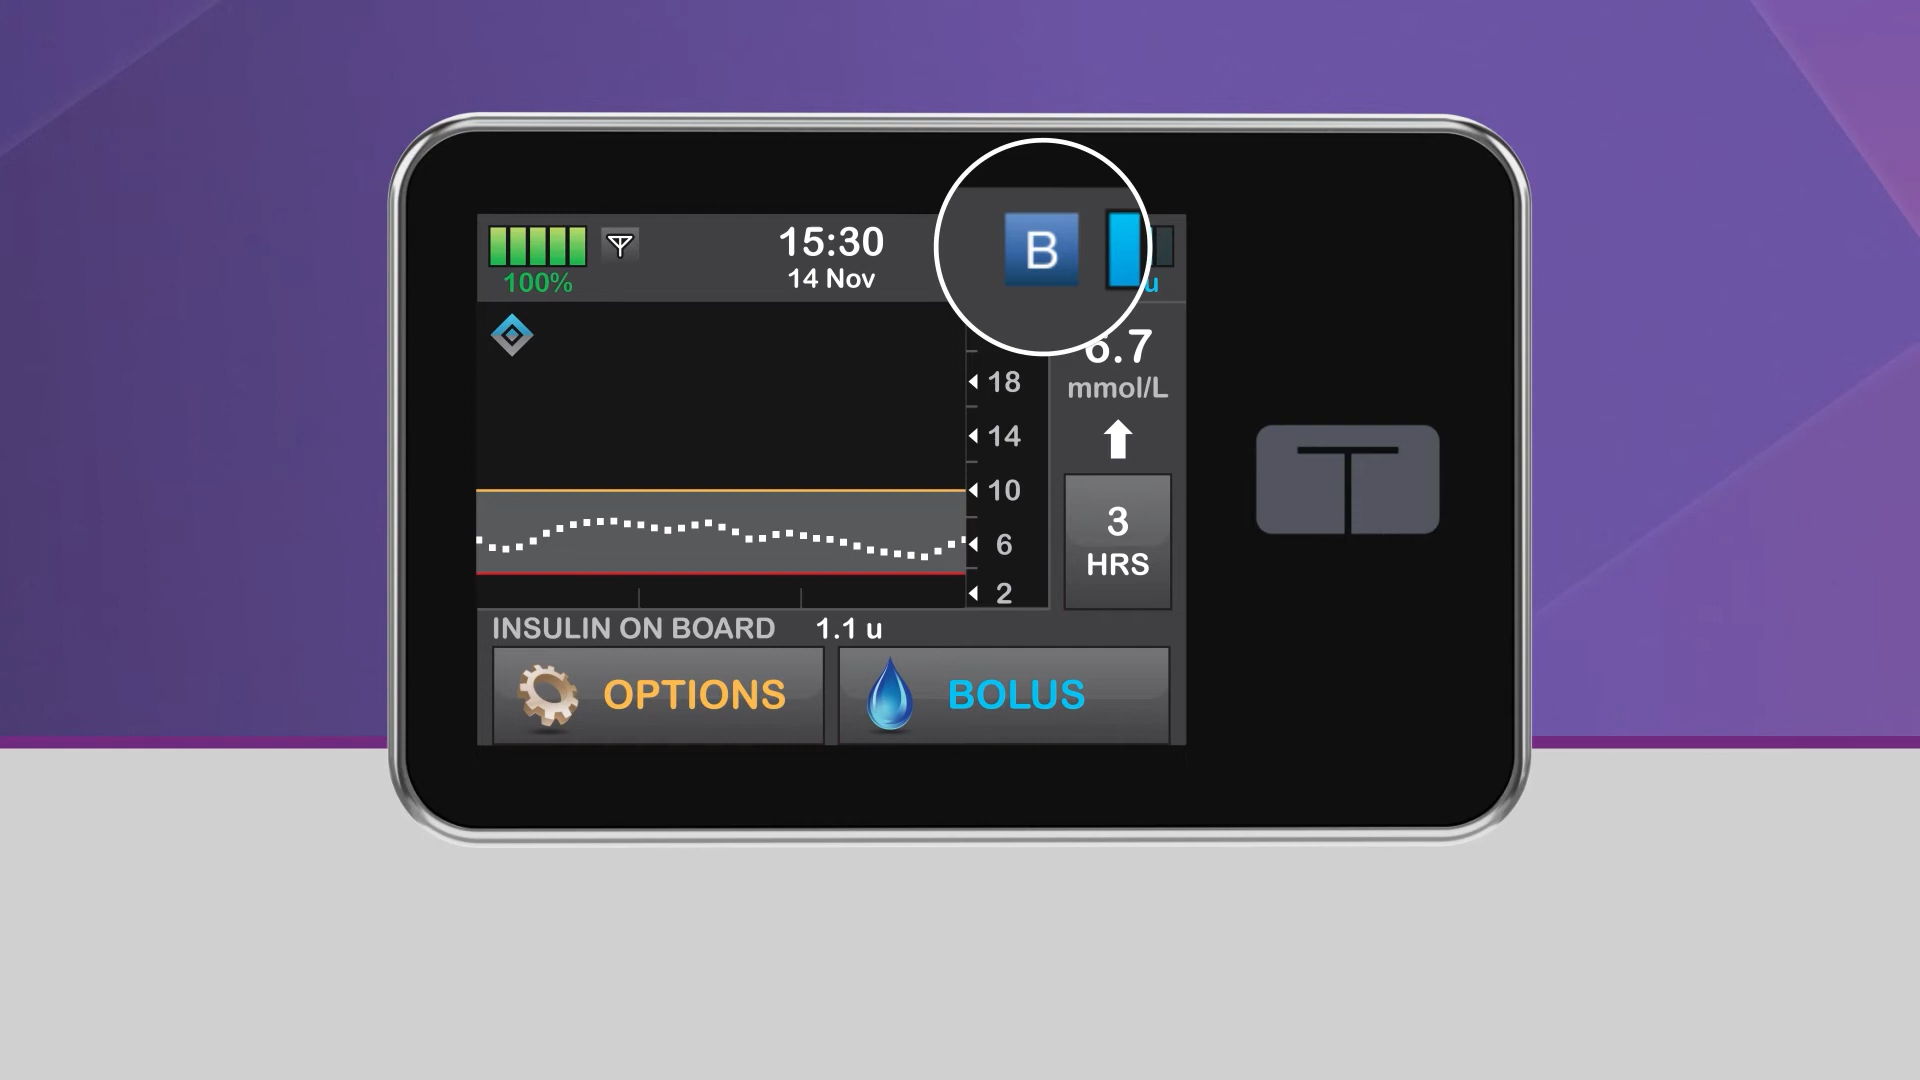 15:30
B
100%
14 Nov
u
6.7
mmol/L
18
14
10
6
2
3
HRS
INSULIN ON BOARD 1.1 u
OPTIONS
BOLUS